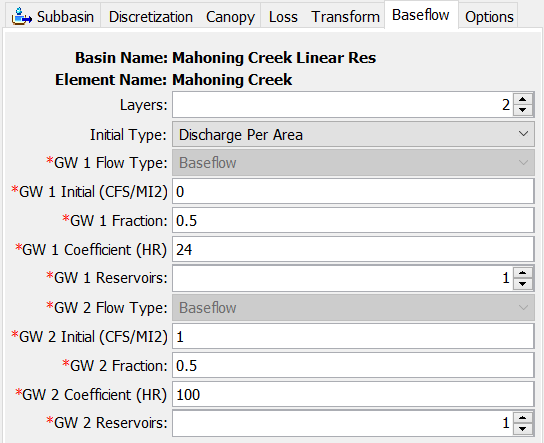 Subbasin Discretization Canopy Loss Transform Baseflow Options
Basin Name: Mahoning Creek Linear Res
Element Name: Mahoning Creek
Layers: 2
Initial Type: Discharge Per Area
*GW 1 Flow Type: Baseflow
*GW 1 Initial (CFS/MI2) 0
*GW 1 Fraction: 0.5
*GW 1 Coefficient (HR) 24
*GW 1 Reservoirs: 1
*GW 2 Flow Type: Baseflow
*GW 2 Initial (CFS/MI2) 1
*GW 2 Fraction: 0.5
*GW 2 Coefficient (HR) 100
*GW 2 Reservoirs: 1